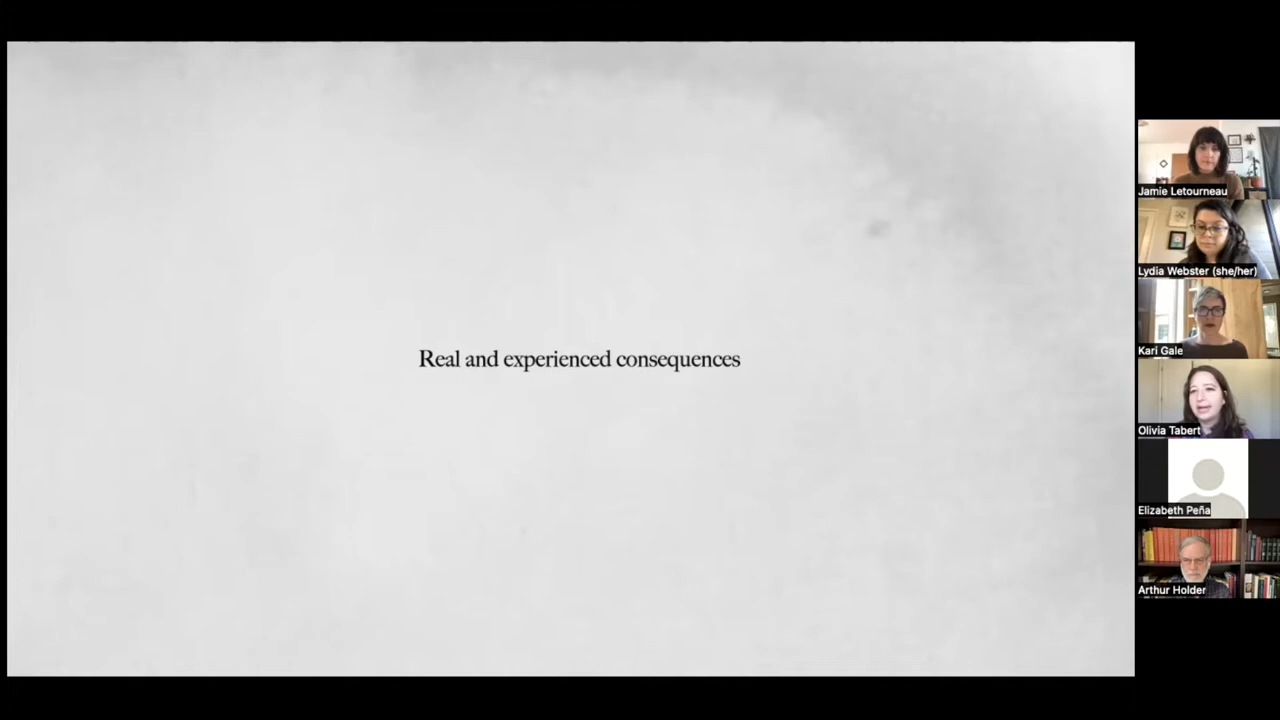 Real and experienced consequences
Jamie Letourneau
Lydia Webster (she/her)
Kari Gale
Olivia Tabert
Elizabeth Peña
Arthur Holder